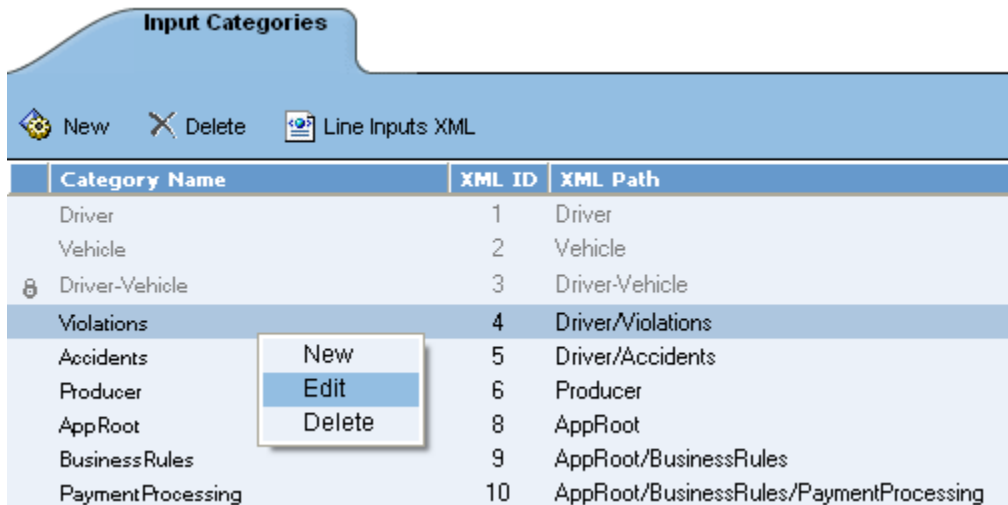 Input Categories
New Delete Line Inputs XML
Category Name XML ID XML Path
Driver 1 Driver
Vehicle 2 Vehicle
Driver-Vehicle 3 Driver-Vehicle
Violations 4 Driver/Violations
New
Accidents 5 Driver/Accidents
Edit
Producer 6 Producer
Delete
AppRoot 8 AppRoot
BusinessRules 9 AppRoot/BusinessRules
PaymentProcessing 10 AppRoot/BusinessRules/PaymentProcessing